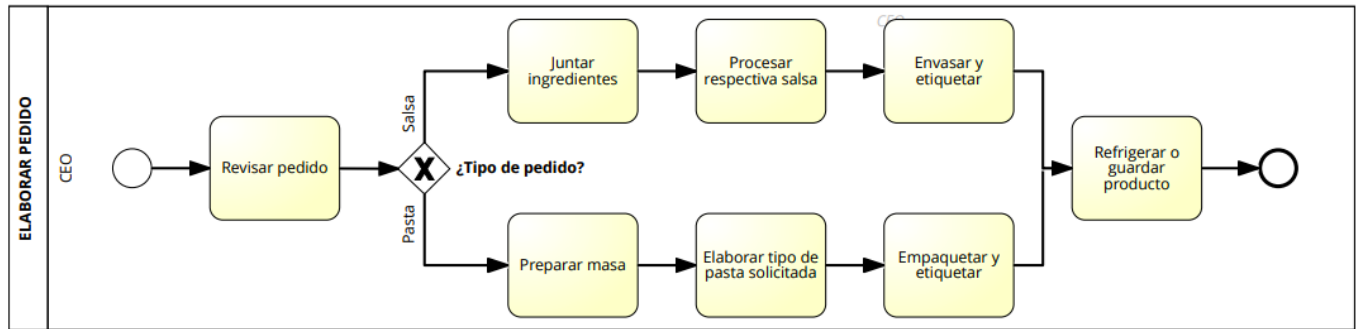 ELABORAR PEDIDO
CEO
CEO
Revisar pedido
¿Tipo de pedido?
Salsa
Juntar
ingredientes
Procesar
respectiva salsa
Envasar y
etiquetar
Pasta
Preparar masa
Elaborar tipo de
pasta solicitada
Empaquetar y
etiquetar
Refrigerar o
guardar
producto